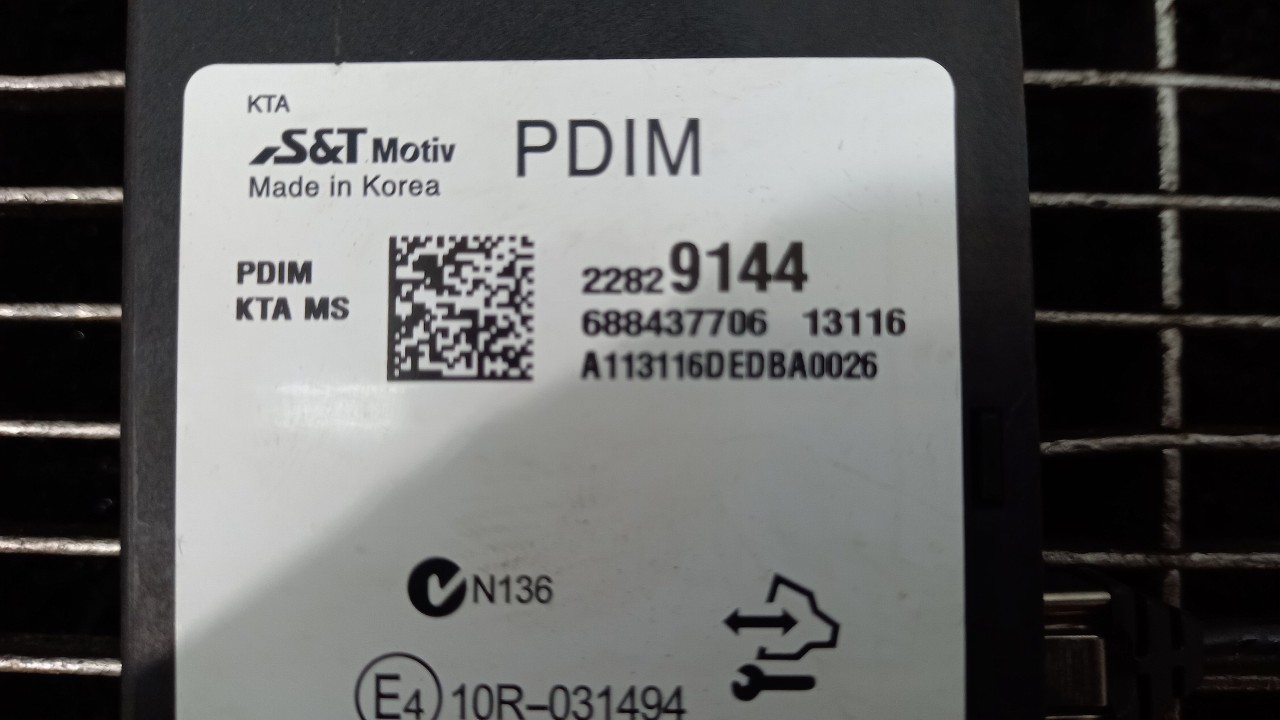 KTA
S&T Motiv
PDIM
Made in Korea
PDIM
KTA MS
22829144
688437706 13116
A113116DEDBA0026
N136
E4 10R-031494